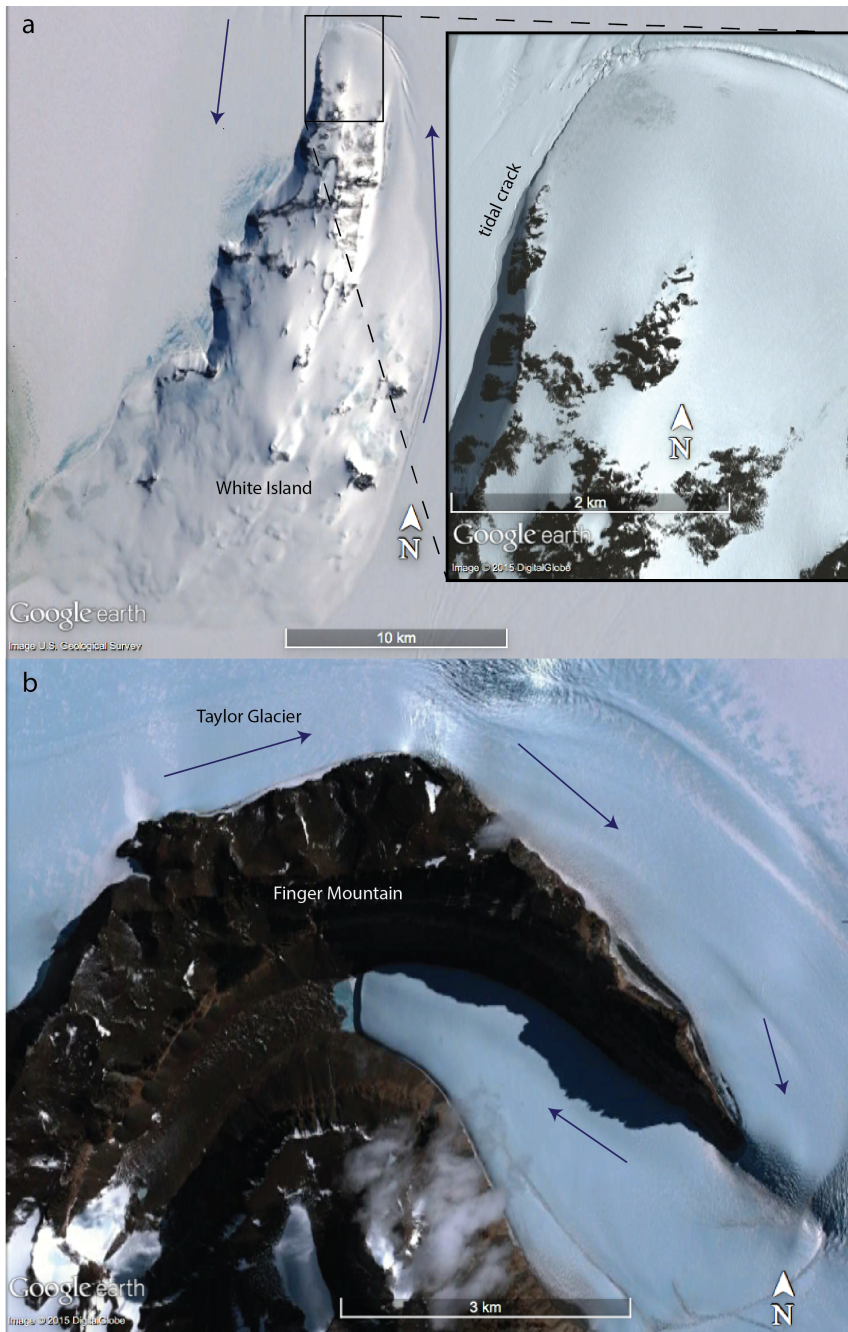 a
tidal crack
White Island
N
N
2 km
Google earth
Image © 2015 DigitalGlobe
Google earth
Image U.S. Geological Survey
10 km
b
Taylor Glacier
Finger Mountain
Google earth
Image © 2015 DigitalGlobe
3 km
N